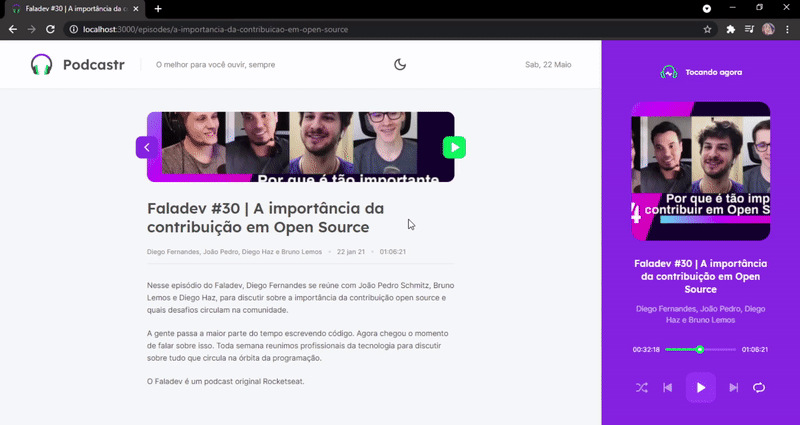 Faladev #30 | A importância da c
localhost:3000/episodes/a-importancia-da-contribuicao-em-open-source
Podcastr
O melhor para você ouvir, sempre
Sab, 22 Maio
Por que é tão importante
Faladev #30 | A importância da
contribuição em Open Source
Diego Fernandes, João Pedro, Diego Haz e Bruno Lemos • 22 jan 21 • 01:06:21
Nesse episódio do Faladev, Diego Fernandes se reúne com João Pedro Schmitz, Bruno
Lemos e Diego Haz, para discutir sobre a importância da contribuição open source e
quais desafios circulam na comunidade.
A gente passa a maior parte do tempo escrevendo código. Agora chegou o momento
de falar sobre isso. Toda semana reunimos profissionais da tecnologia para discutir
sobre tudo que circula na órbita da programação.
O Faladev é um podcast original Rocketseat.
Tocando agora
Por que é tão imp
contribuir em Open S
4
Faladev #30 | A importância
da contribuição em Open
Source
Diego Fernandes, João Pedro, Diego
Haz e Bruno Lemos
00:32:18
01:06:21